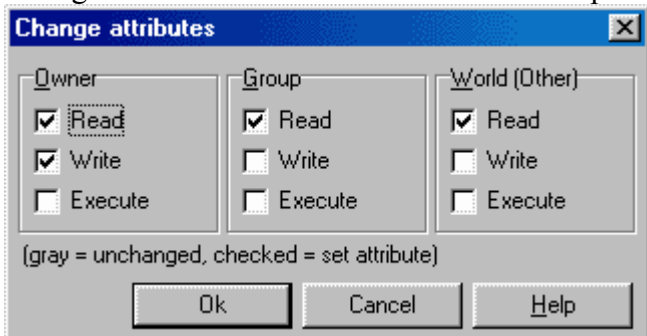 Change attributes
Owner Group World (Other)
Read Read Read
Write Write Write
Execute Execute Execute
(gray = unchanged, checked = set attribute)
Ok Cancel Help